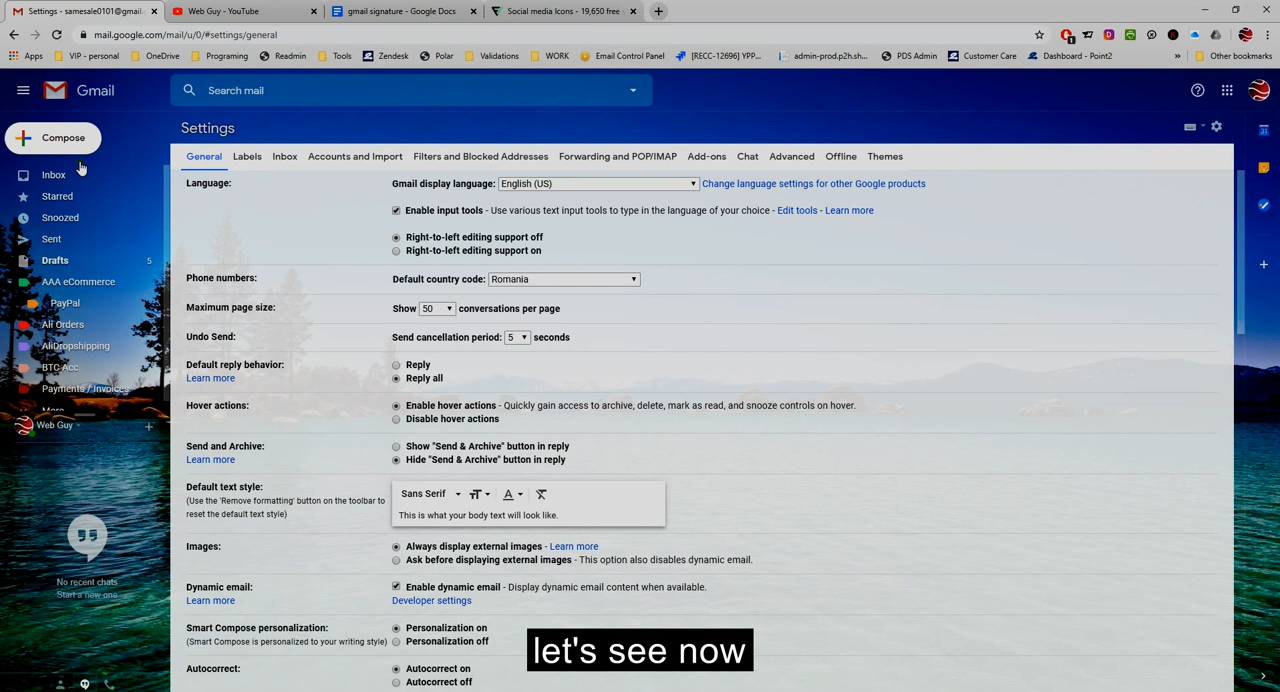 Settings - samesale0101@gmail.
Web Guy - YouTube
gmail signature - Google Docs
Social media Icons - 19,650 free
mail.google.com/mail/u/0/#settings/general
Apps VIP - personal OneDrive Programing Readmin Tools Zendesk Polar Validations WORK Email Control Panel [RECC-12696] YPP... admin-prod.p2h.sh... PDS Admin Customer Care Dashboard - Point2 » Other bookmarks
Gmail
Search mail
Compose
Inbox
Starred
Snoozed
Sent
Drafts 5
AAA eCommerce
PayPal
Ali Orders
AliDropshipping
BTC Acc
Payments / Invoices
More
Web Guy
No recent chats
Start a new one
Settings
General Labels Inbox Accounts and Import Filters and Blocked Addresses Forwarding and POP/IMAP Add-ons Chat Advanced Offline Themes
Language: Gmail display language: English (US) Change language settings for other Google products
Enable input tools - Use various text input tools to type in the language of your choice - Edit tools - Learn more
Right-to-left editing support off
Right-to-left editing support on
Phone numbers: Default country code: Romania
Maximum page size: Show 50 conversations per page
Undo Send: Send cancellation period: 5 seconds
Default reply behavior: Reply
Learn more Reply all
Hover actions: Enable hover actions - Quickly gain access to archive, delete, mark as read, and snooze controls on hover.
Disable hover actions
Send and Archive: Show "Send & Archive" button in reply
Learn more Hide "Send & Archive" button in reply
Default text style: Sans Serif
(Use the 'Remove formatting' button on the toolbar to
reset the default text style) This is what your body text will look like.
Images: Always display external images - Learn more
Ask before displaying external images - This option also disables dynamic email.
Dynamic email: Enable dynamic email - Display dynamic email content when available.
Learn more Developer settings
Smart Compose personalization: Personalization on
(Smart Compose is personalized to your writing style) Personalization off
Autocorrect: Autocorrect on
Autocorrect off
let's see now